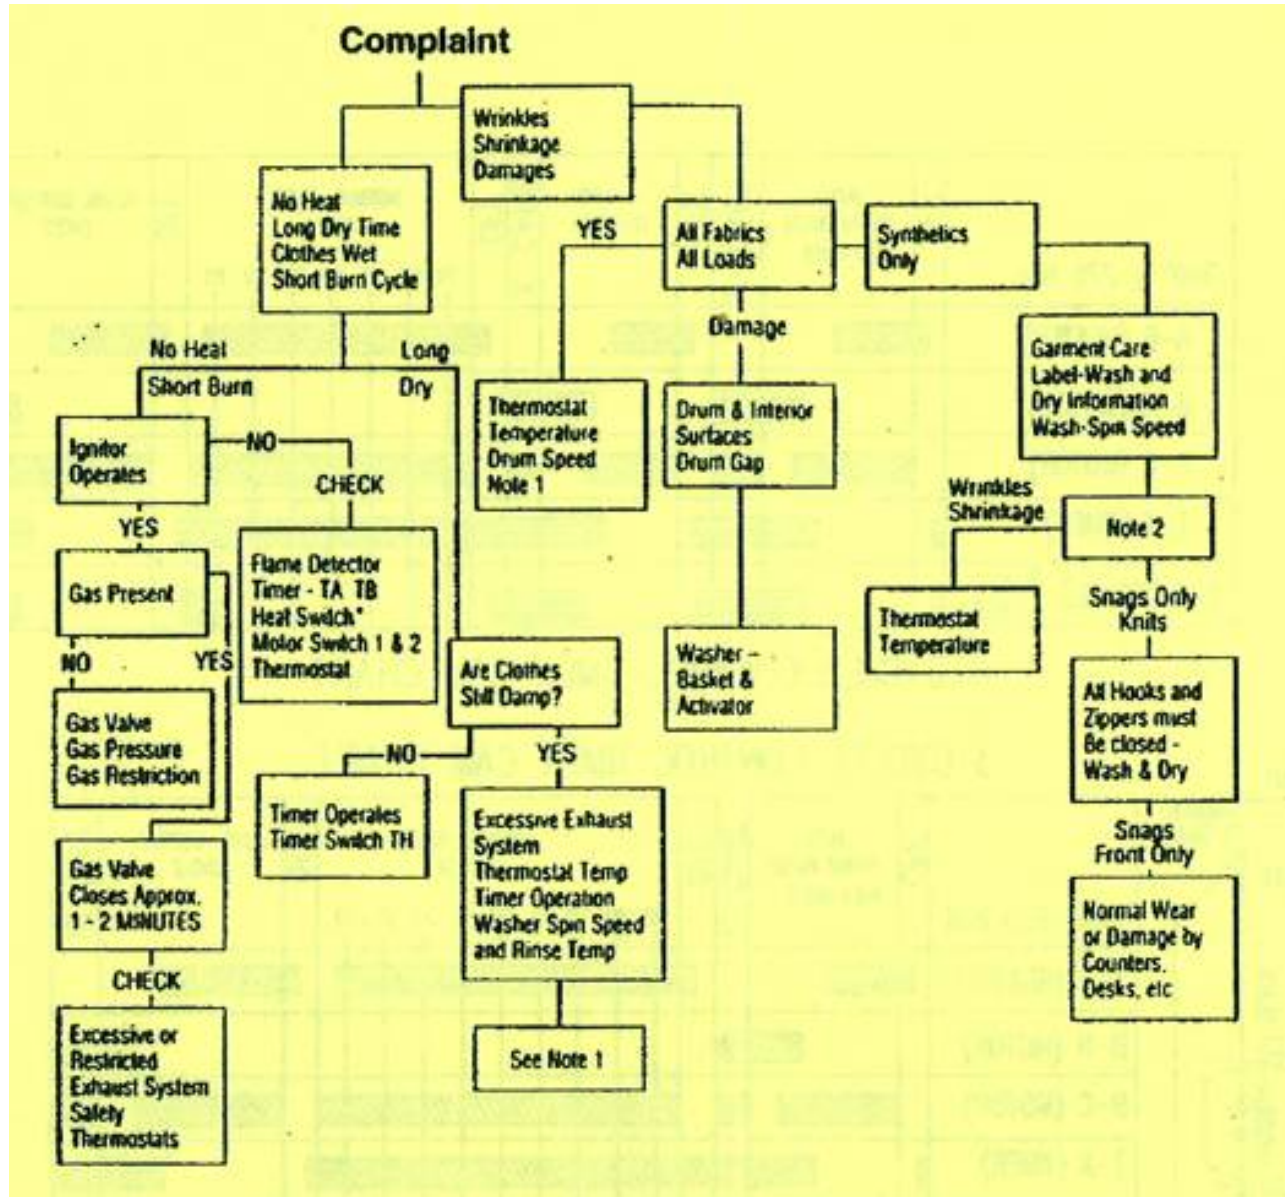 Complaint
Wrinkles
Shrinkage
Damages
No Heat
Long Dry Time
Clothes Wet
Short Burn Cycle
YES
All Fabrics
All Loads
Synthetics
Only
Damage
No Heat
Short Burn
Long
Dry
Thermostat
Temperature
Drum Speed
Note 1
Drum & Interior
Surfaces
Drum Gap
Garment Care
Label-Wash and
Dry Information
Wash-Spin Speed
Ignitor
Operates
NO
CHECK
YES
Wrinkles
Shrinkage
Note 2
Gas Present
Flame Detector
Timer - TA TB
Heat Switch*
Motor Switch 1 & 2
Thermostat
Snags Only
Knits
Thermostat
Temperature
NO
YES
Are Clothes
Still Damp?
Washer -
Basket &
Activator
All Hooks and
Zippers must
Be closed -
Wash & Dry
Gas Valve
Gas Pressure
Gas Restriction
NO
YES
Timer Operates
Timer Switch TH
Excessive Exhaust
System
Thermostat Temp
Timer Operation
Washer Spin Speed
and Rinse Temp
Snags
Front Only
Gas Valve
Closes Approx.
1 - 2 MINUTES
Normal Wear
or Damage by
Counters.
Desks, etc
CHECK
Excessive or
Restricted
Exhaust System
Safety
Thermostats
See Note 1